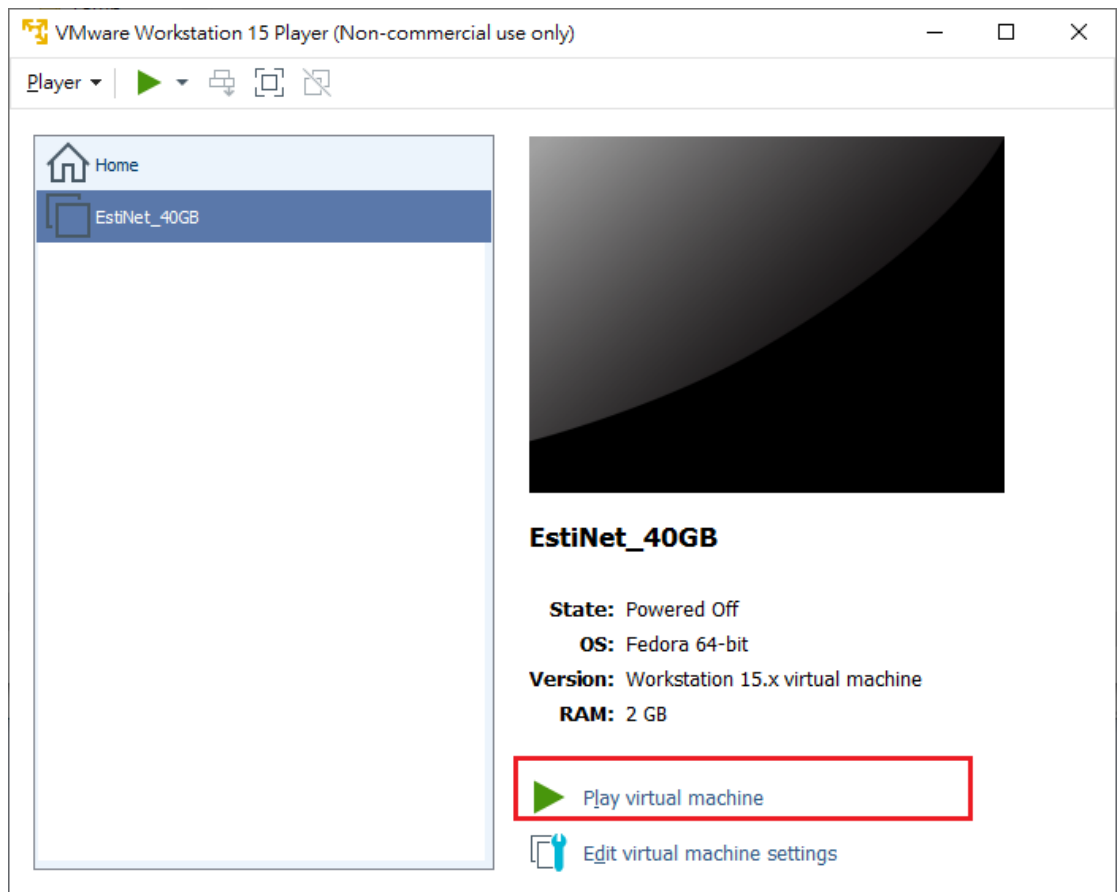 VMware Workstation 15 Player (Non-commercial use only)
Player
Home
EstiNet_40GB
EstiNet_40GB
State: Powered Off
OS: Fedora 64-bit
Version: Workstation 15.x virtual machine
RAM: 2 GB
Play virtual machine
Edit virtual machine settings